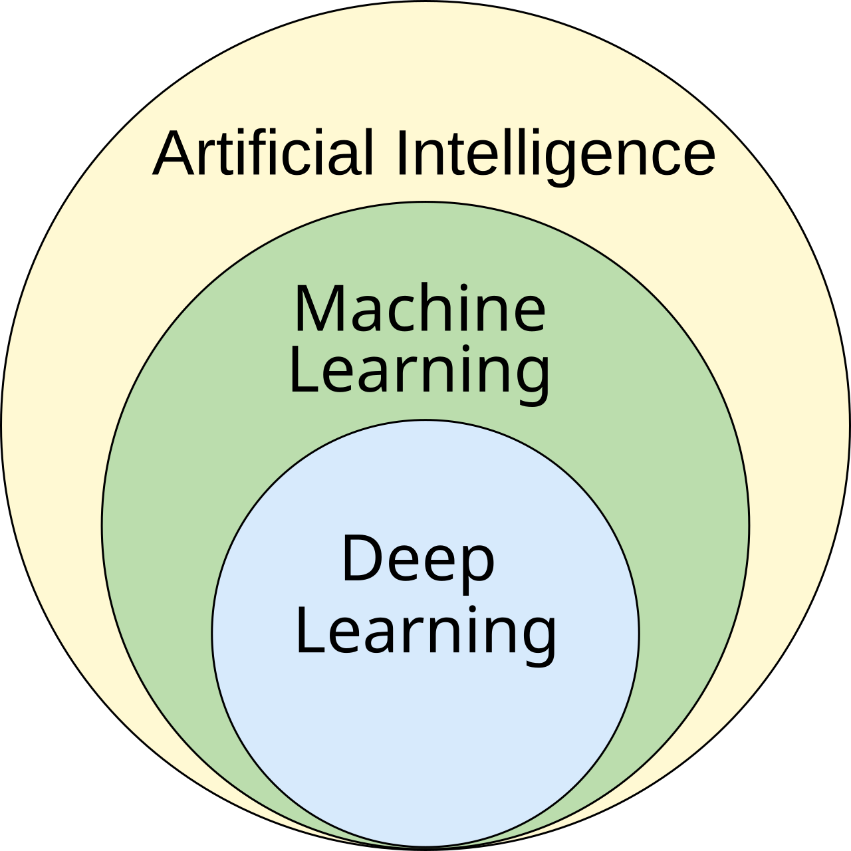 Artificial Intelligence
Machine
Learning
Deep
Learning